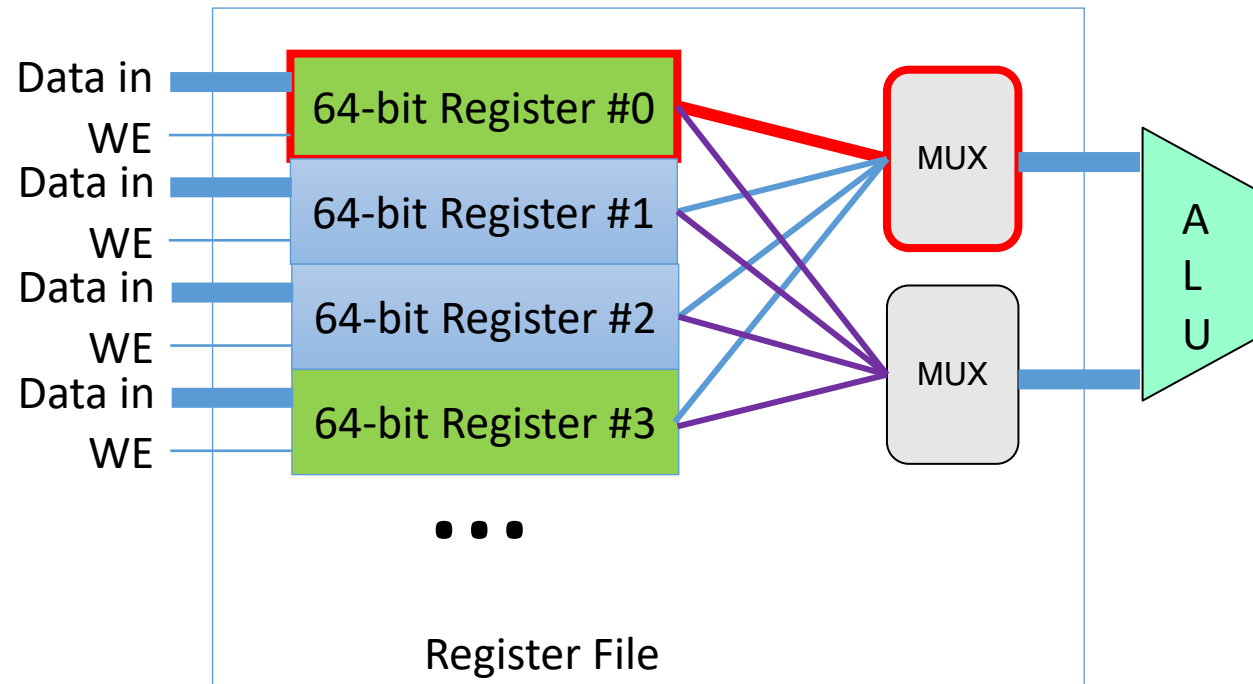 Data in
64-bit Register #0
WE
MUX
Data in
64-bit Register #1
WE
A
L
U
Data in
64-bit Register #2
WE
MUX
Data in
64-bit Register #3
WE
...
Register File